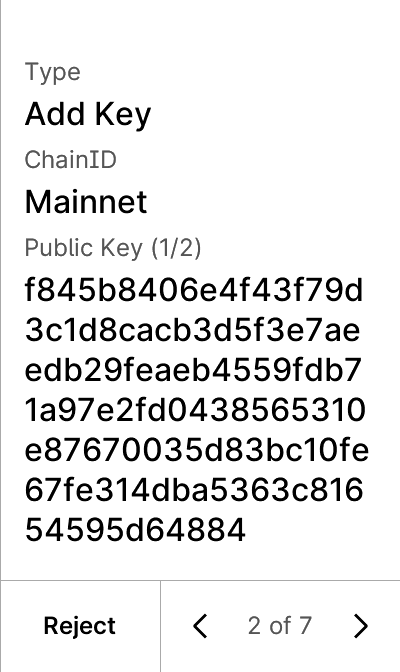 Type
Add Key
ChainID
Mainnet
Public Key (1/2)
f845b8406e4f43f79d
3c1d8cacb3d5f3e7ae
edb29feaeb4559fdb7
1a97e2fd0438565310
e87670035d83bc10fe
67fe314dba5363c816
54595d64884
Reject 2 of 7